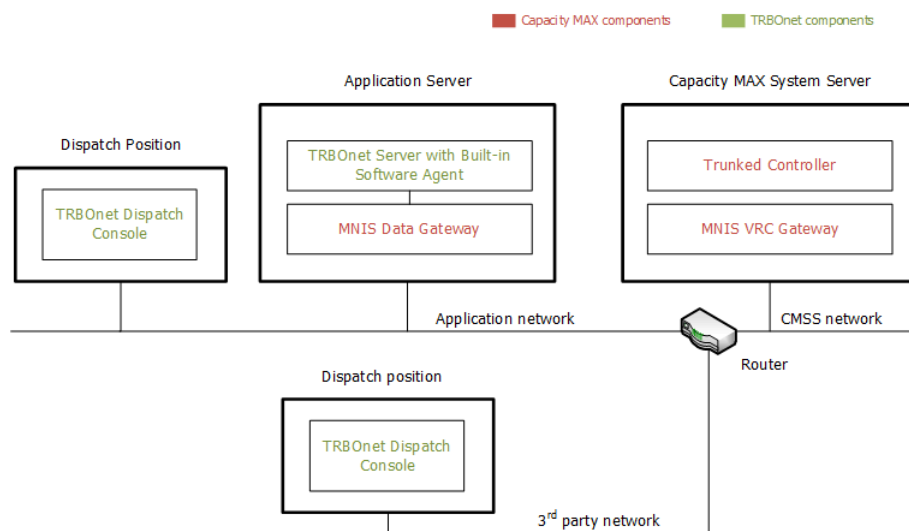 Capacity MAX components
TRBOnet components
Application Server
Capacity MAX System Server
Dispatch Position
TRBOnet Server with Built-in
Software Agent
Trunked Controller
TRBOnet Dispatch
Console
MNIS Data Gateway
MNIS VRC Gateway
Application network
CMSS network
Router
Dispatch position
TRBOnet Dispatch
Console
3rd party network